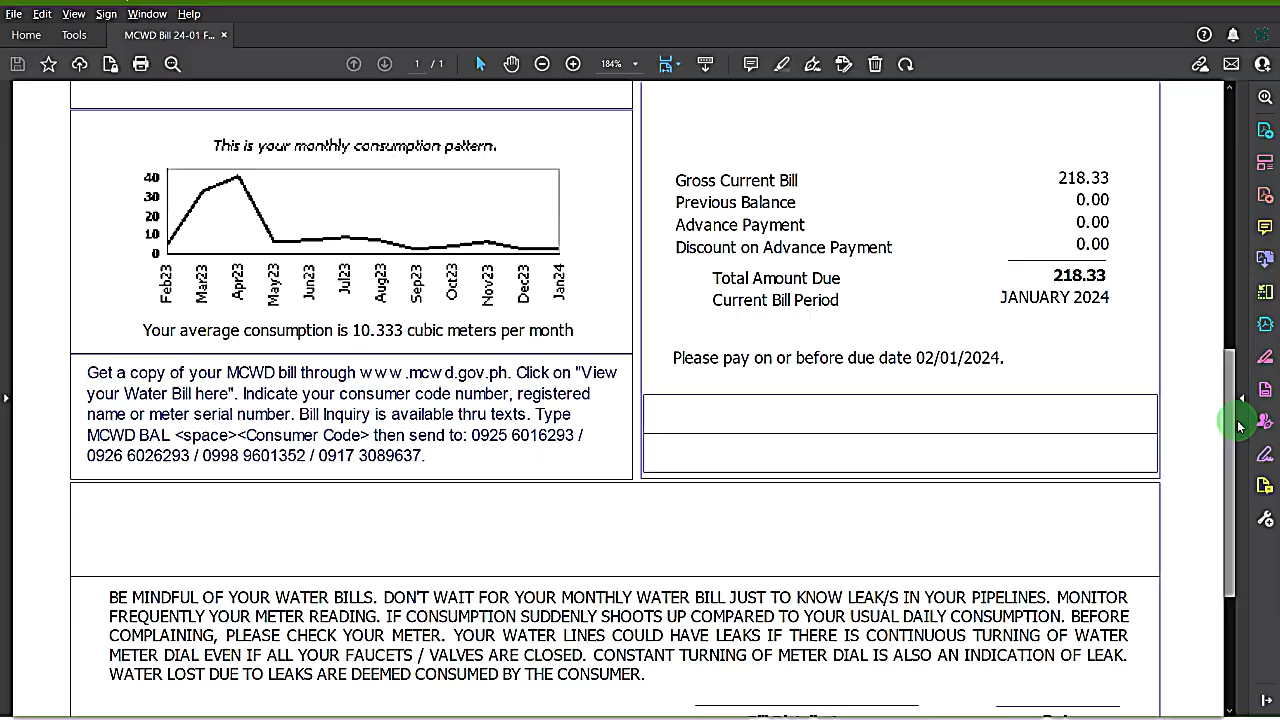 File Edit View Sign Window Help
Home Tools MCWD Bill 24-01 F... ×
1 / 1 184%
This is your monthly consumption pattern.
40
30
20
10
0
Feb23 Mar23 Apr23 May23 Jun23 Jul23 Aug23 Sep23 Oct23 Nov23 Dec23 Jan24
Your average consumption is 10.333 cubic meters per month
Get a copy of your MCWD bill through www.mcwd.gov.ph. Click on "View
your Water Bill here". Indicate your consumer code number, registered
name or meter serial number. Bill Inquiry is available thru texts. Type
MCWD BAL <space><Consumer Code> then send to: 0925 6016293 /
0926 6026293 / 0998 9601352 / 0917 3089637.
Gross Current Bill 218.33
Previous Balance 0.00
Advance Payment 0.00
Discount on Advance Payment 0.00
Total Amount Due 218.33
Current Bill Period JANUARY 2024
Please pay on or before due date 02/01/2024.
BE MINDFUL OF YOUR WATER BILLS. DON'T WAIT FOR YOUR MONTHLY WATER BILL JUST TO KNOW LEAK/S IN YOUR PIPELINES. MONITOR
FREQUENTLY YOUR METER READING. IF CONSUMPTION SUDDENLY SHOOTS UP COMPARED TO YOUR USUAL DAILY CONSUMPTION. BEFORE
COMPLAINING, PLEASE CHECK YOUR METER. YOUR WATER LINES COULD HAVE LEAKS IF THERE IS CONTINUOUS TURNING OF WATER
METER DIAL EVEN IF ALL YOUR FAUCETS / VALVES ARE CLOSED. CONSTANT TURNING OF METER DIAL IS ALSO AN INDICATION OF LEAK.
WATER LOST DUE TO LEAKS ARE DEEMED CONSUMED BY THE CONSUMER.